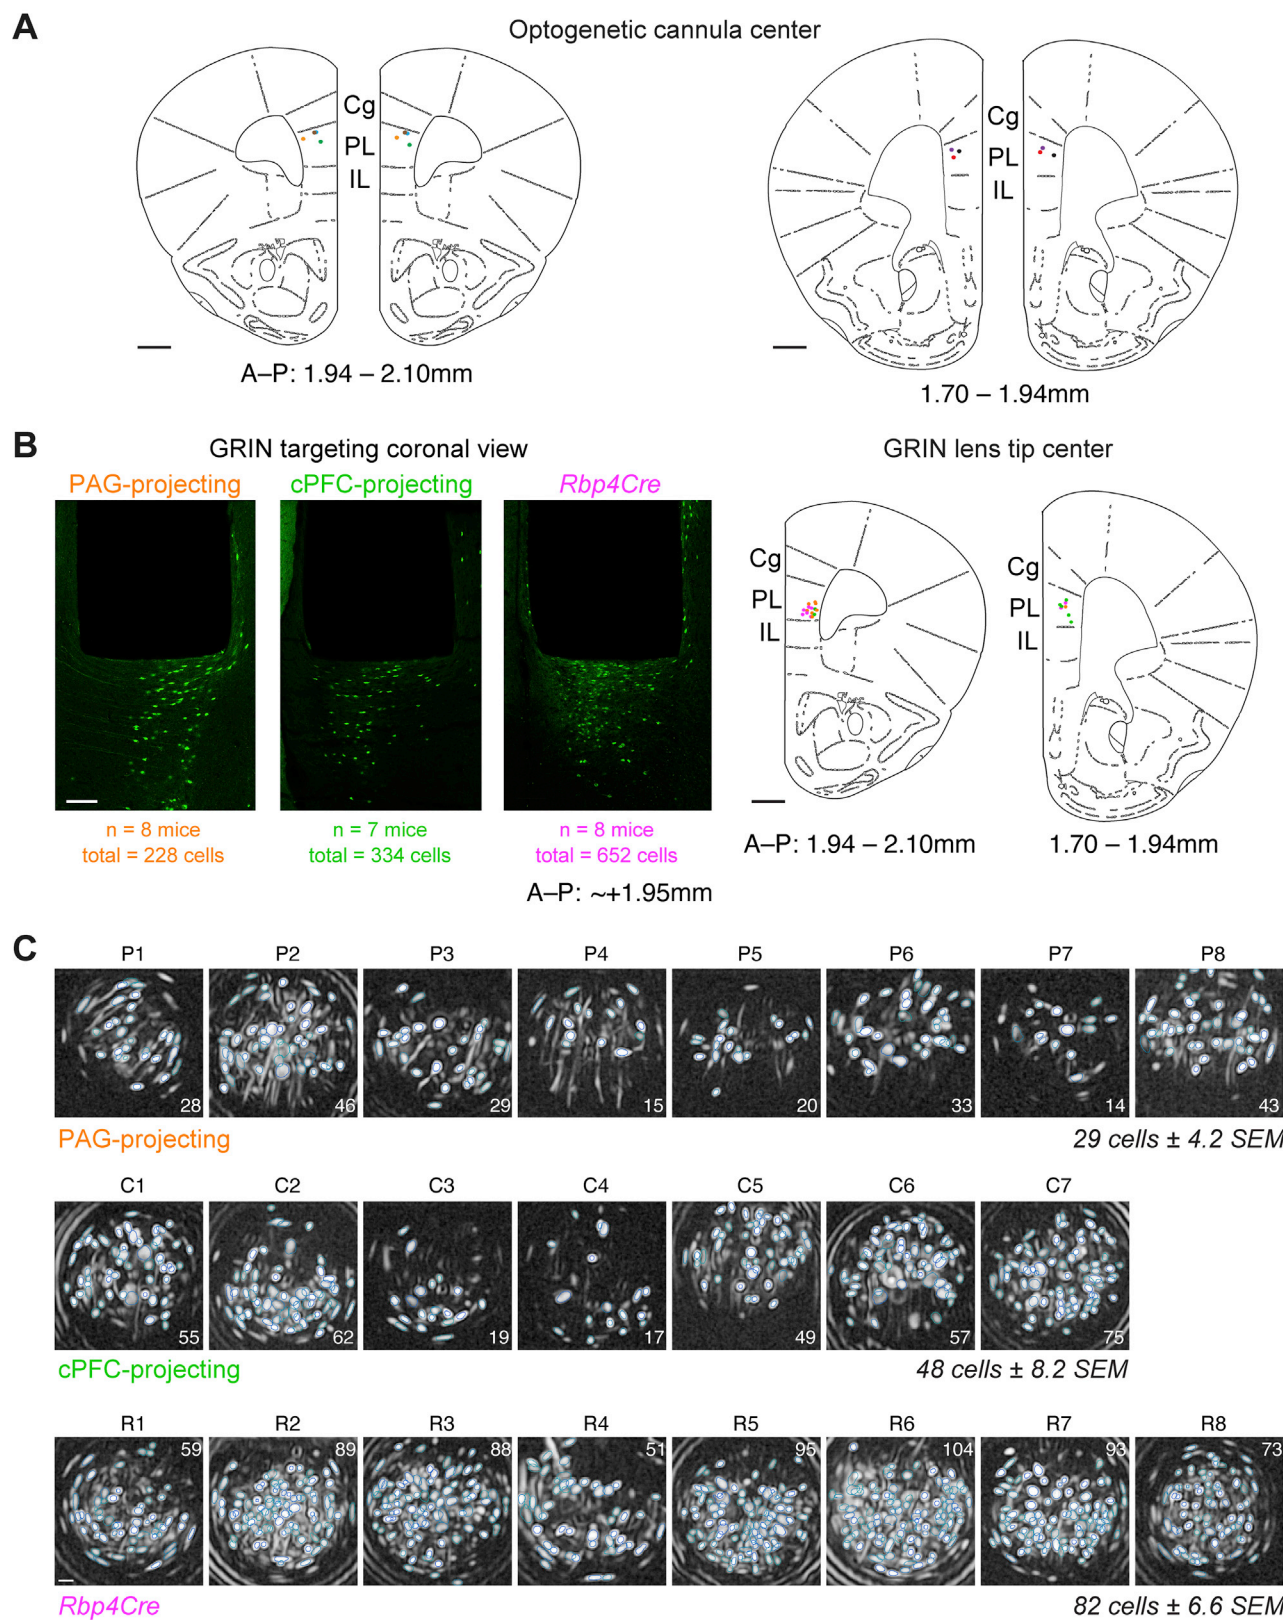 A
Optogenetic cannula center
Cg
PL
IL
Cg
PL
IL
A–P: 1.94 – 2.10mm
1.70 – 1.94mm
B
GRIN targeting coronal view
GRIN lens tip center
PAG-projecting
cPFC-projecting
Rbp4Cre
Cg
PL
IL
Cg
PL
IL
n = 8 mice
total = 228 cells
n = 7 mice
total = 334 cells
n = 8 mice
total = 652 cells
A–P: 1.94 – 2.10mm
1.70 – 1.94mm
A–P: ~+1.95mm
C
P1 P2 P3 P4 P5 P6 P7 P8
28 46 29 15 20 33 14 43
PAG-projecting
29 cells ± 4.2 SEM
C1 C2 C3 C4 C5 C6 C7
55 62 19 17 49 57 75
cPFC-projecting
48 cells ± 8.2 SEM
R1 R2 R3 R4 R5 R6 R7 R8
59 89 88 51 95 104 93 73
Rbp4Cre
82 cells ± 6.6 SEM